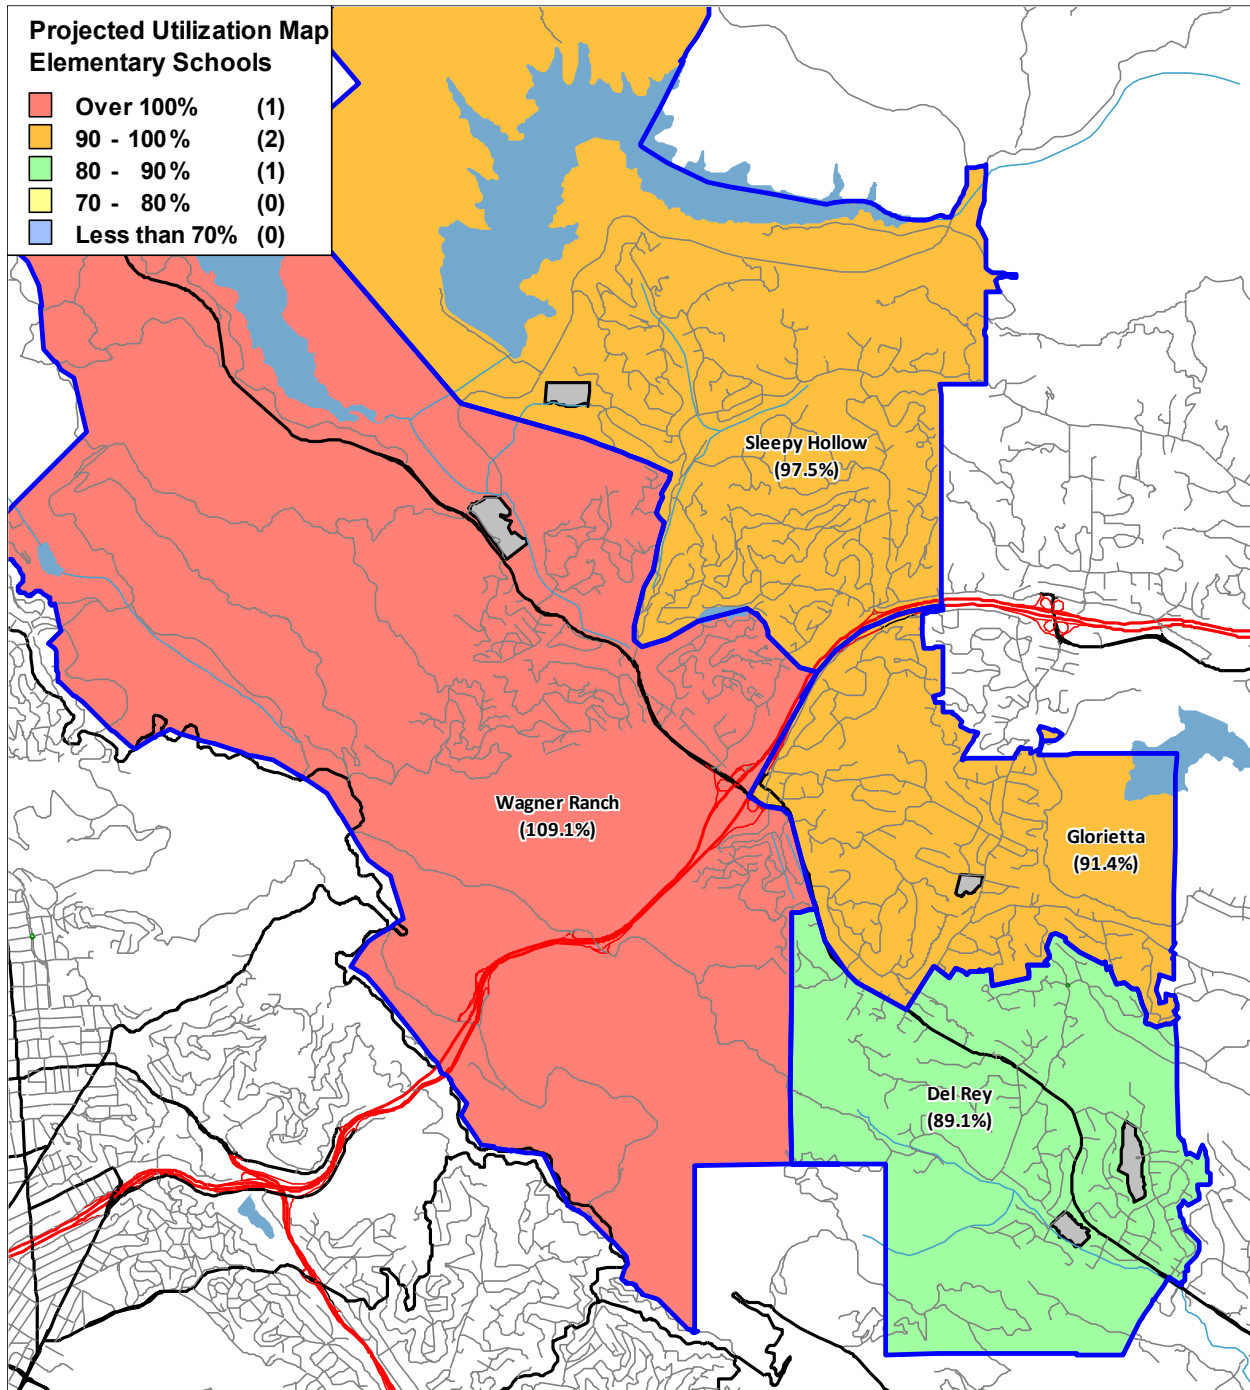 Projected Utilization Map
Elementary Schools
Over 100% (1)
90 - 100% (2)
80 - 90% (1)
70 - 80% (0)
Less than 70% (0)
Sleepy Hollow
(97.5%)
Wagner Ranch
(109.1%)
Glorietta
(91.4%)
Del Rey
(89.1%)